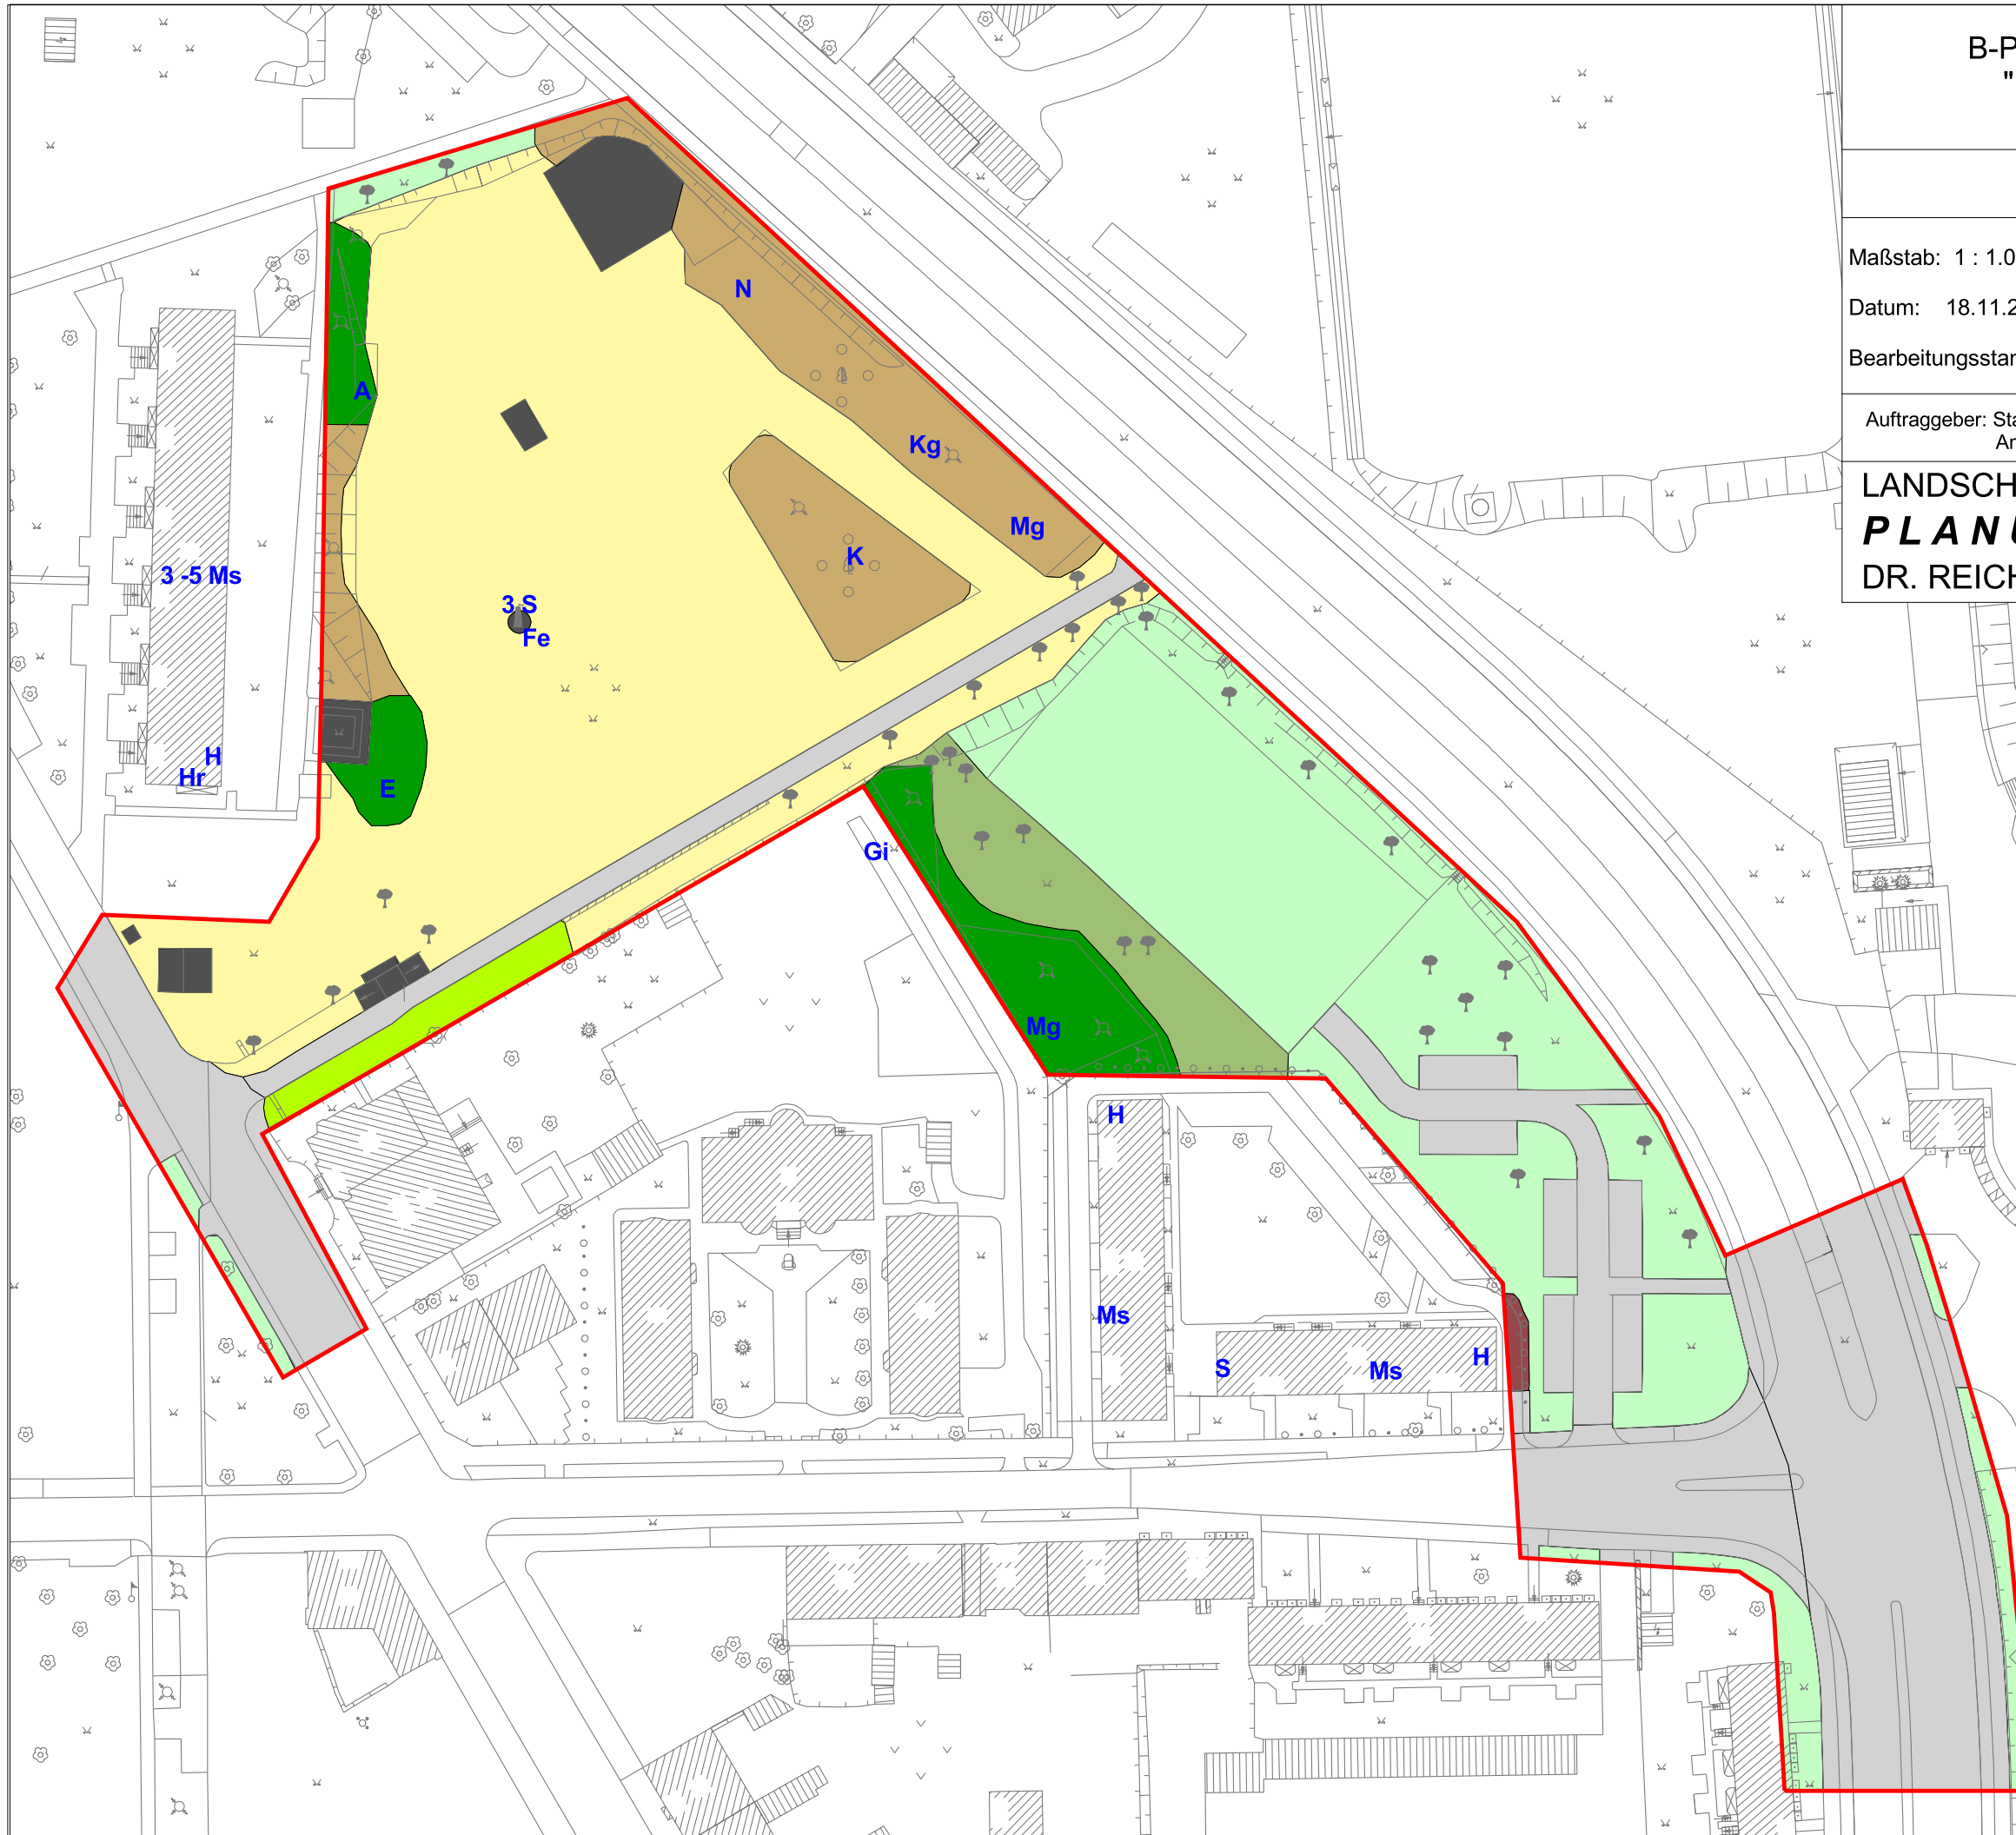 B-P
"
Maßstab: 1 : 1.0
Datum: 18.11.2
Bearbeitungsstan
Auftraggeber: Sta
An
LANDSCH
PLANU
DR. REICH
N
A
Kg
Mg
K
3 -5 Ms
3 S
Fe
H
Hr
E
Gi
Mg
H
Ms
S
Ms
H